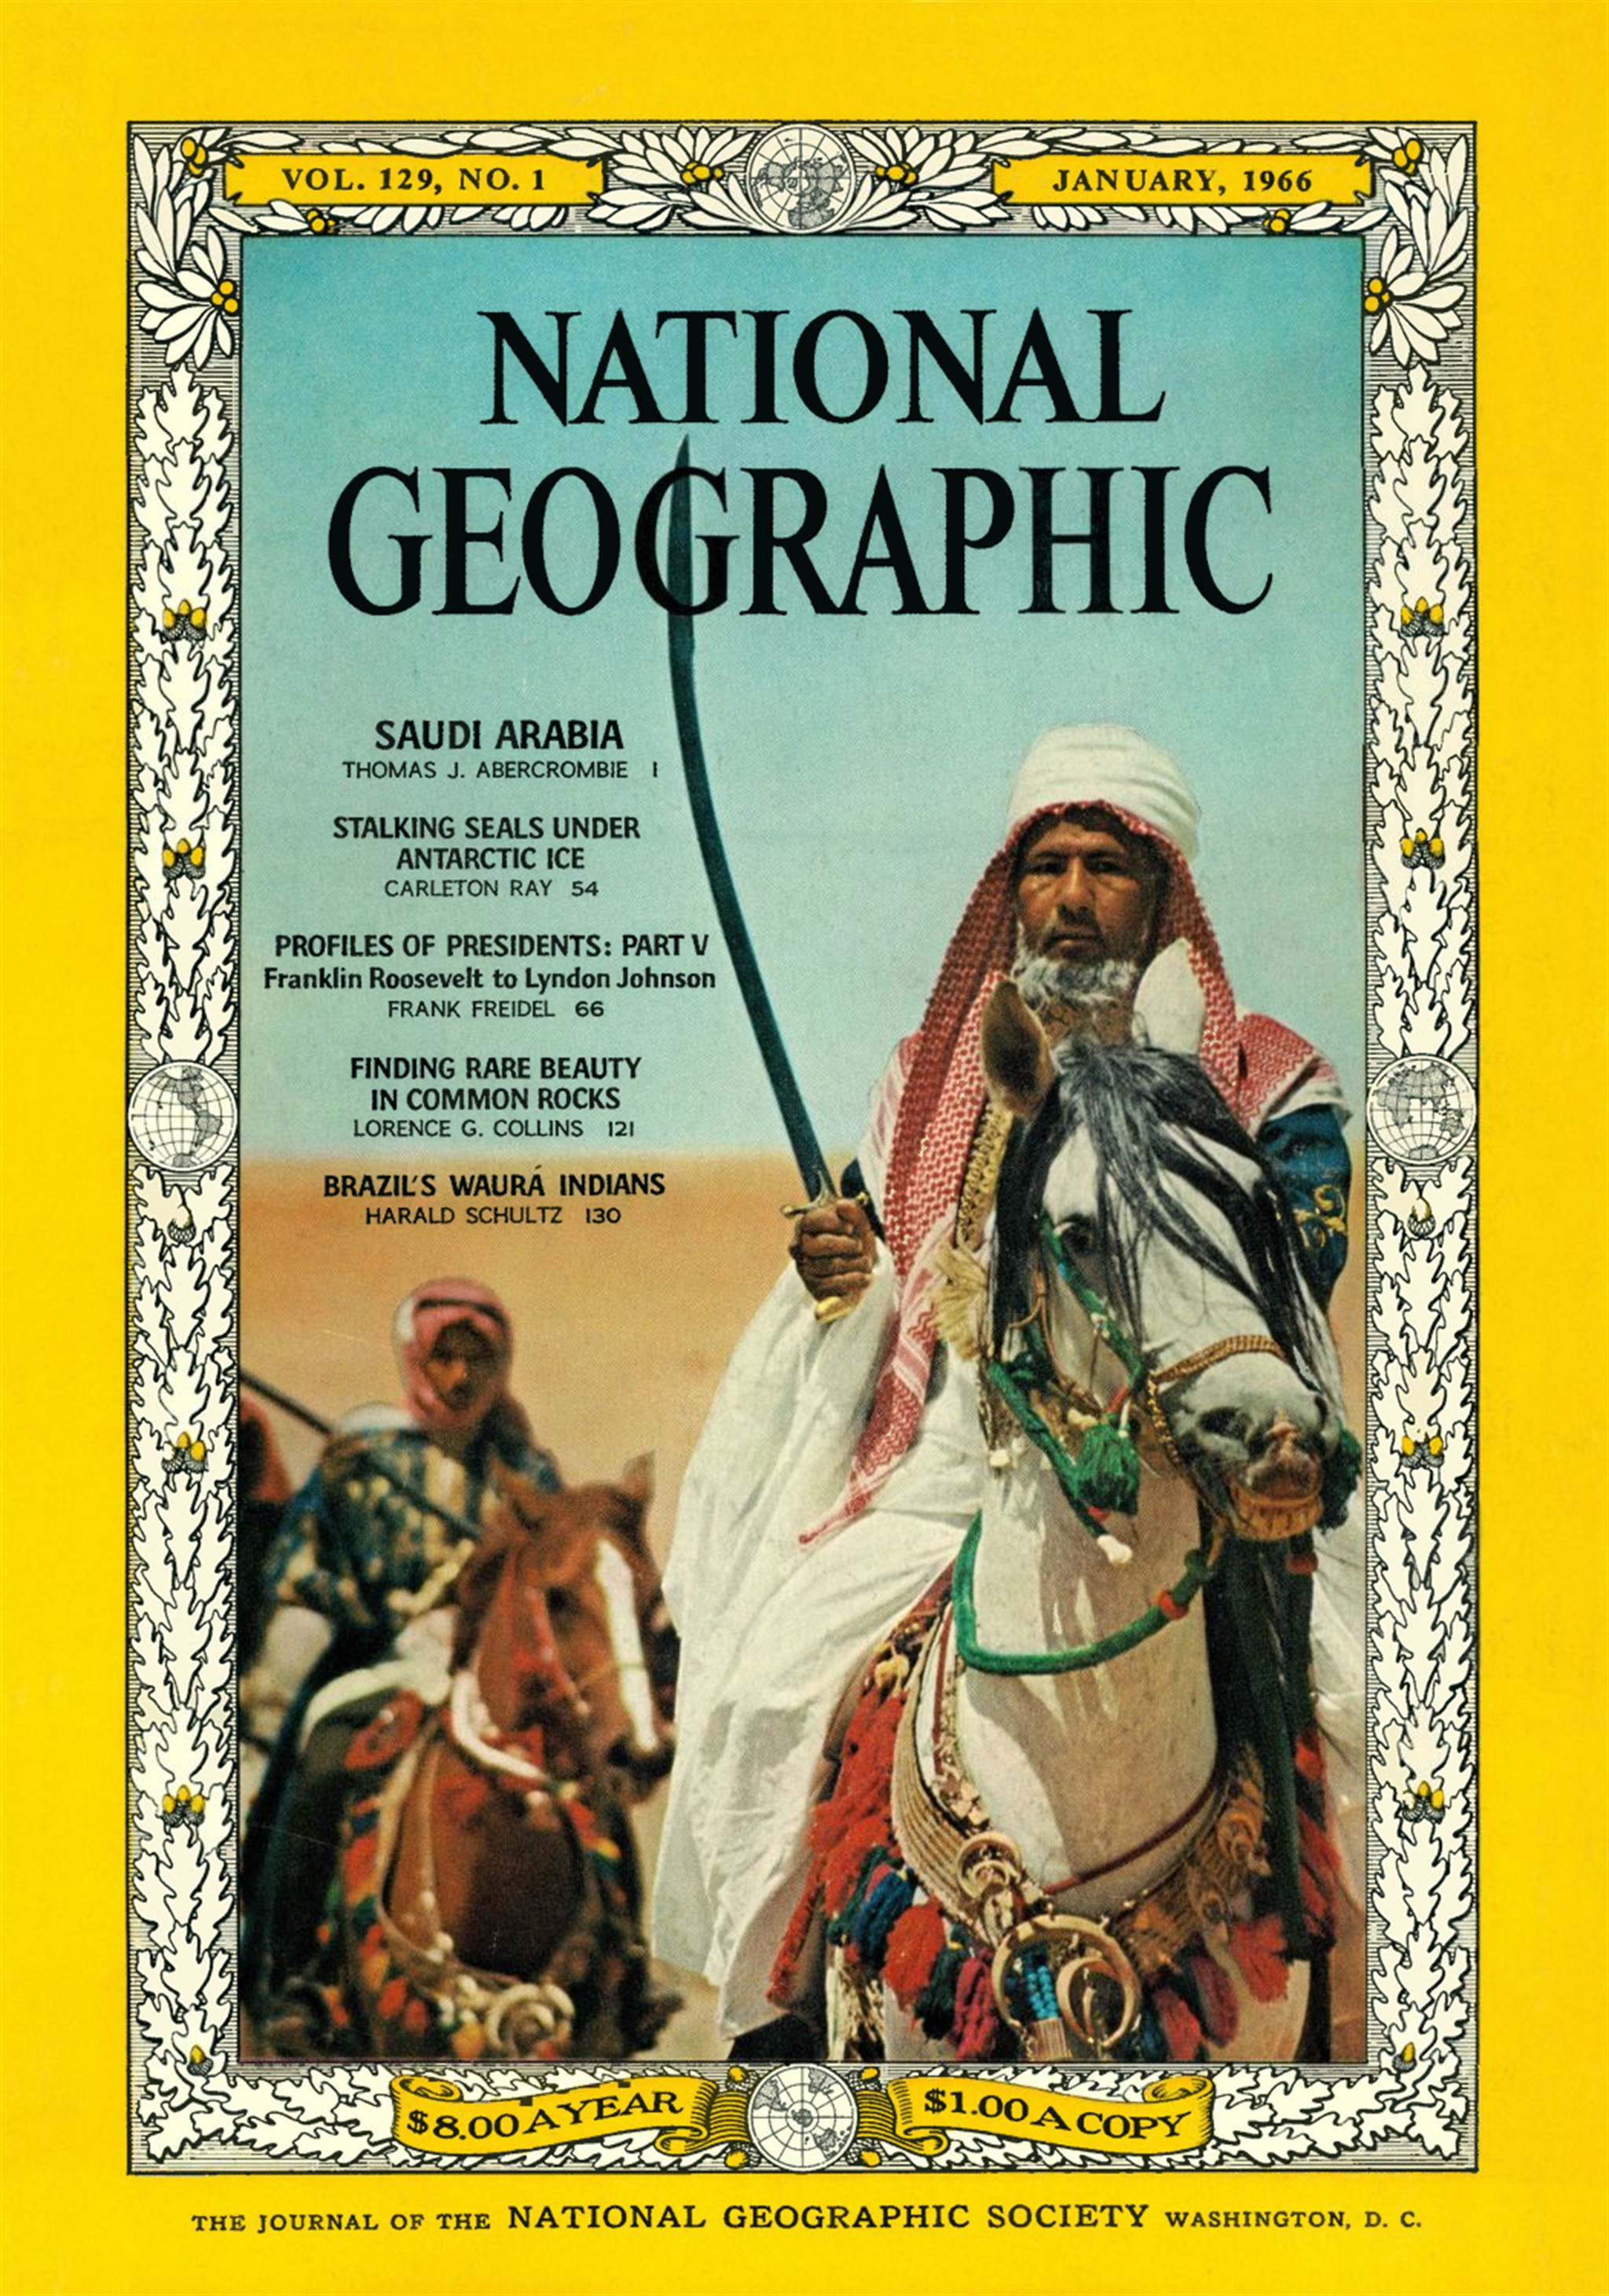 VOL. 129, NO. 1
JANUARY, 1966
NATIONAL
GEOGRAPHIC
SAUDI ARABIA
THOMAS J. ABERCROMBIE 1
STALKING SEALS UNDER
ANTARCTIC ICE
CARLETON RAY 54
PROFILES OF PRESIDENTS: PART V
Franklin Roosevelt to Lyndon Johnson
FRANK FREIDEL 66
FINDING RARE BEAUTY
IN COMMON ROCKS
LORENCE G. COLLINS 121
BRAZIL'S WAURÁ INDIANS
HARALD SCHULTZ 130
$8.00 A YEAR
$1.00 A COPY
THE JOURNAL OF THE NATIONAL GEOGRAPHIC SOCIETY WASHINGTON, D. C.